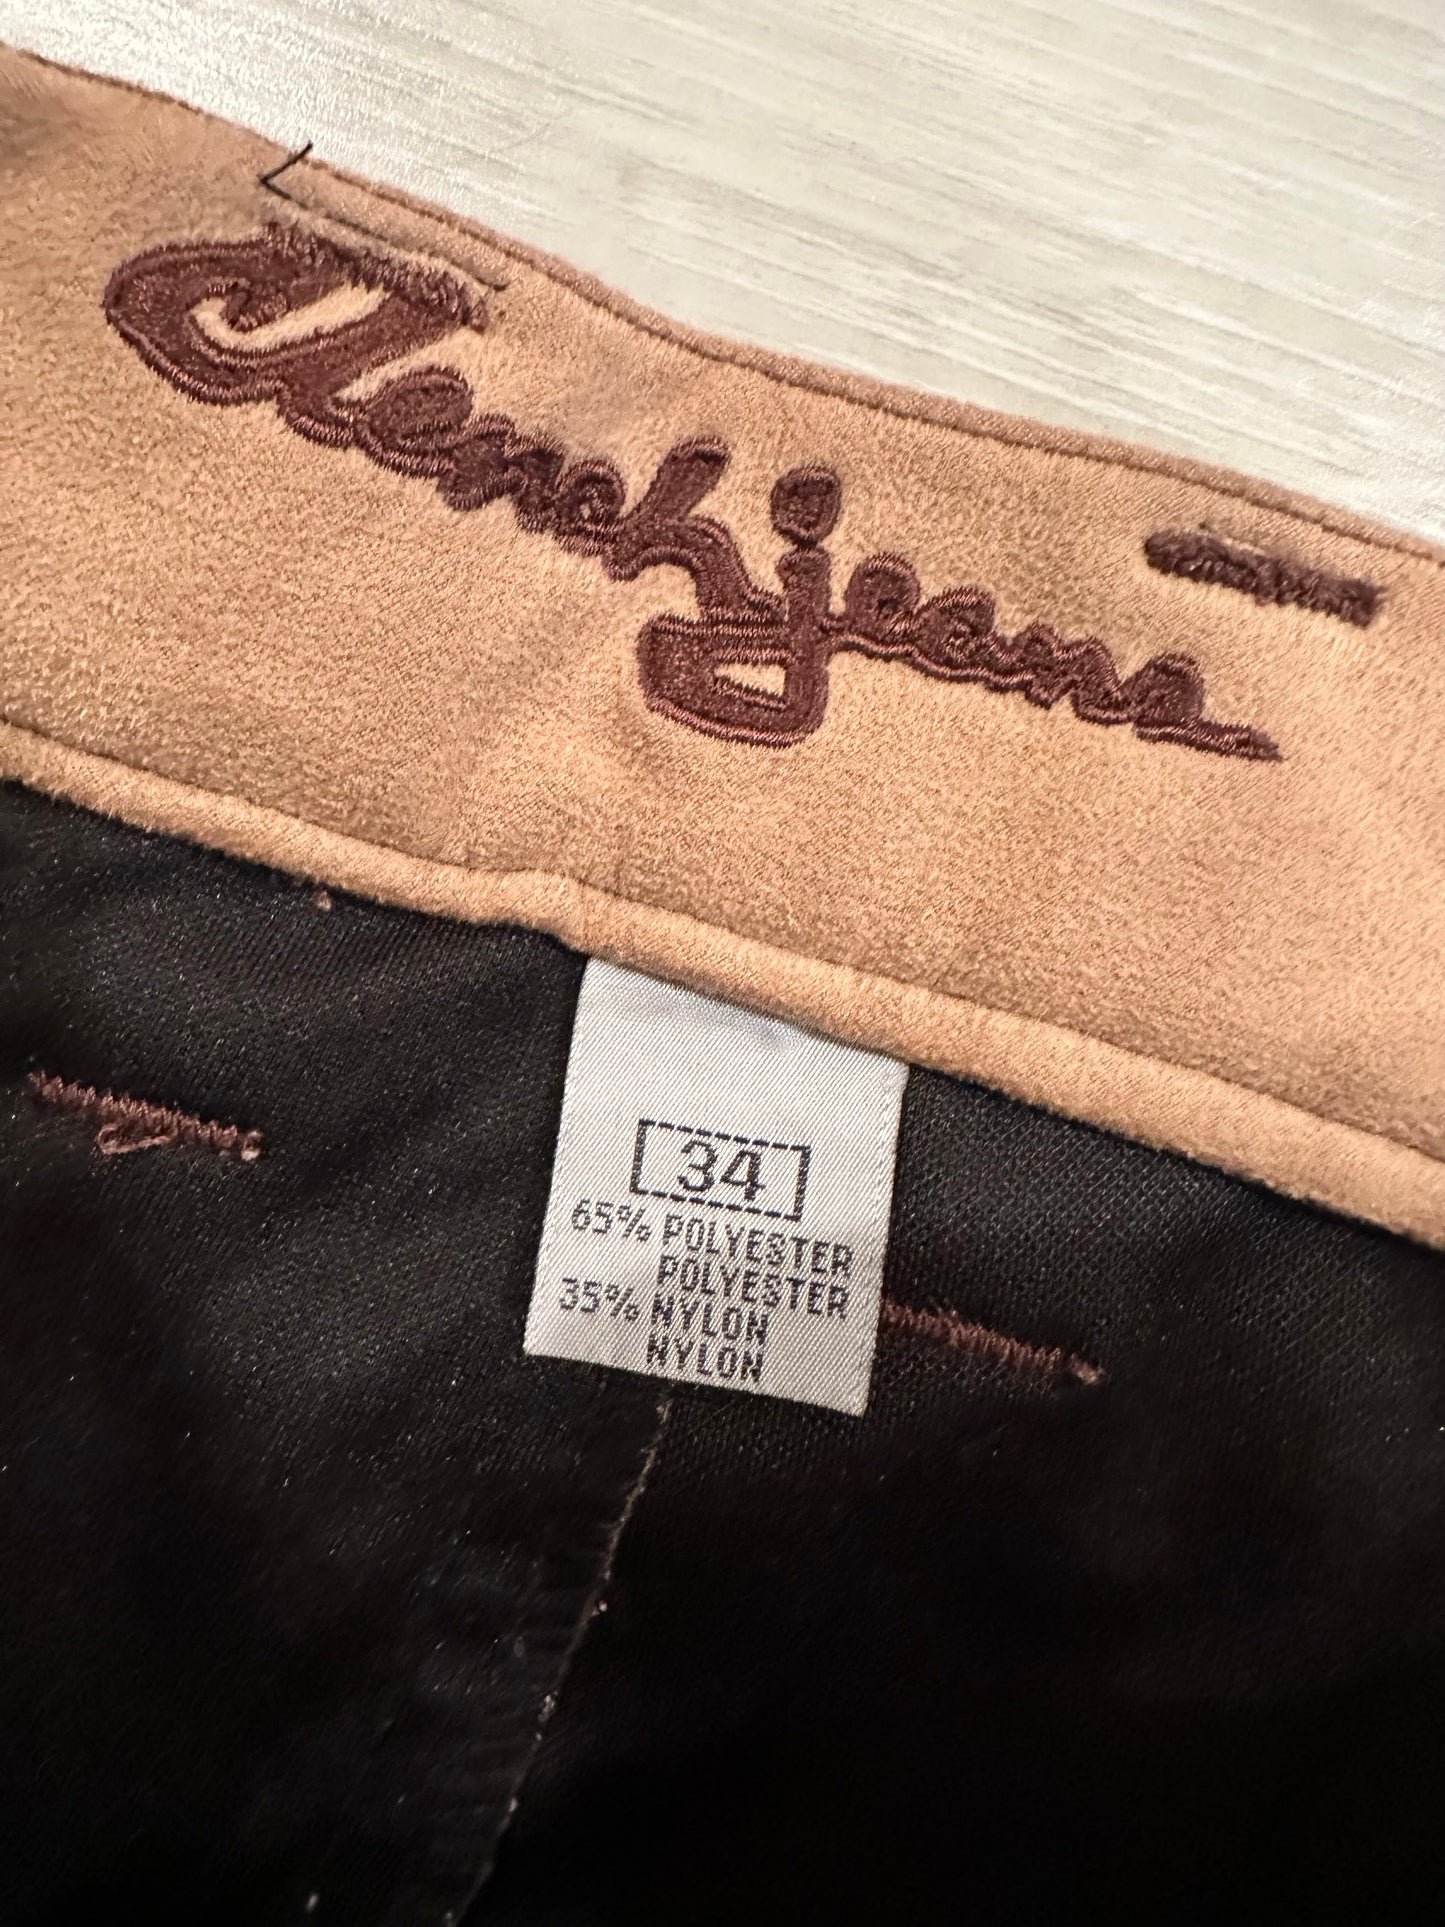 jeans
34
65% POLYESTER
POLYESTER
35% NYLON
NYLON